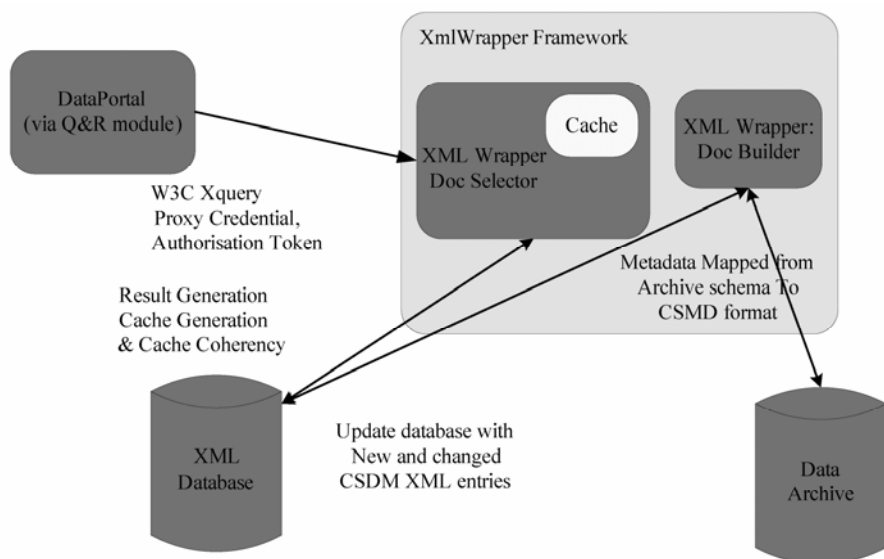 XmlWrapper Framework
DataPortal
(via Q&R module)
Cache
XML Wrapper
Doc Selector
XML Wrapper:
Doc Builder
W3C Xquery
Proxy Credential,
Authorisation Token
Metadata Mapped from
Archive schema To
CSMD format
Result Generation
Cache Generation
& Cache Coherency
XML
Database
Update database with
New and changed
CSDM XML entries
Data
Archive